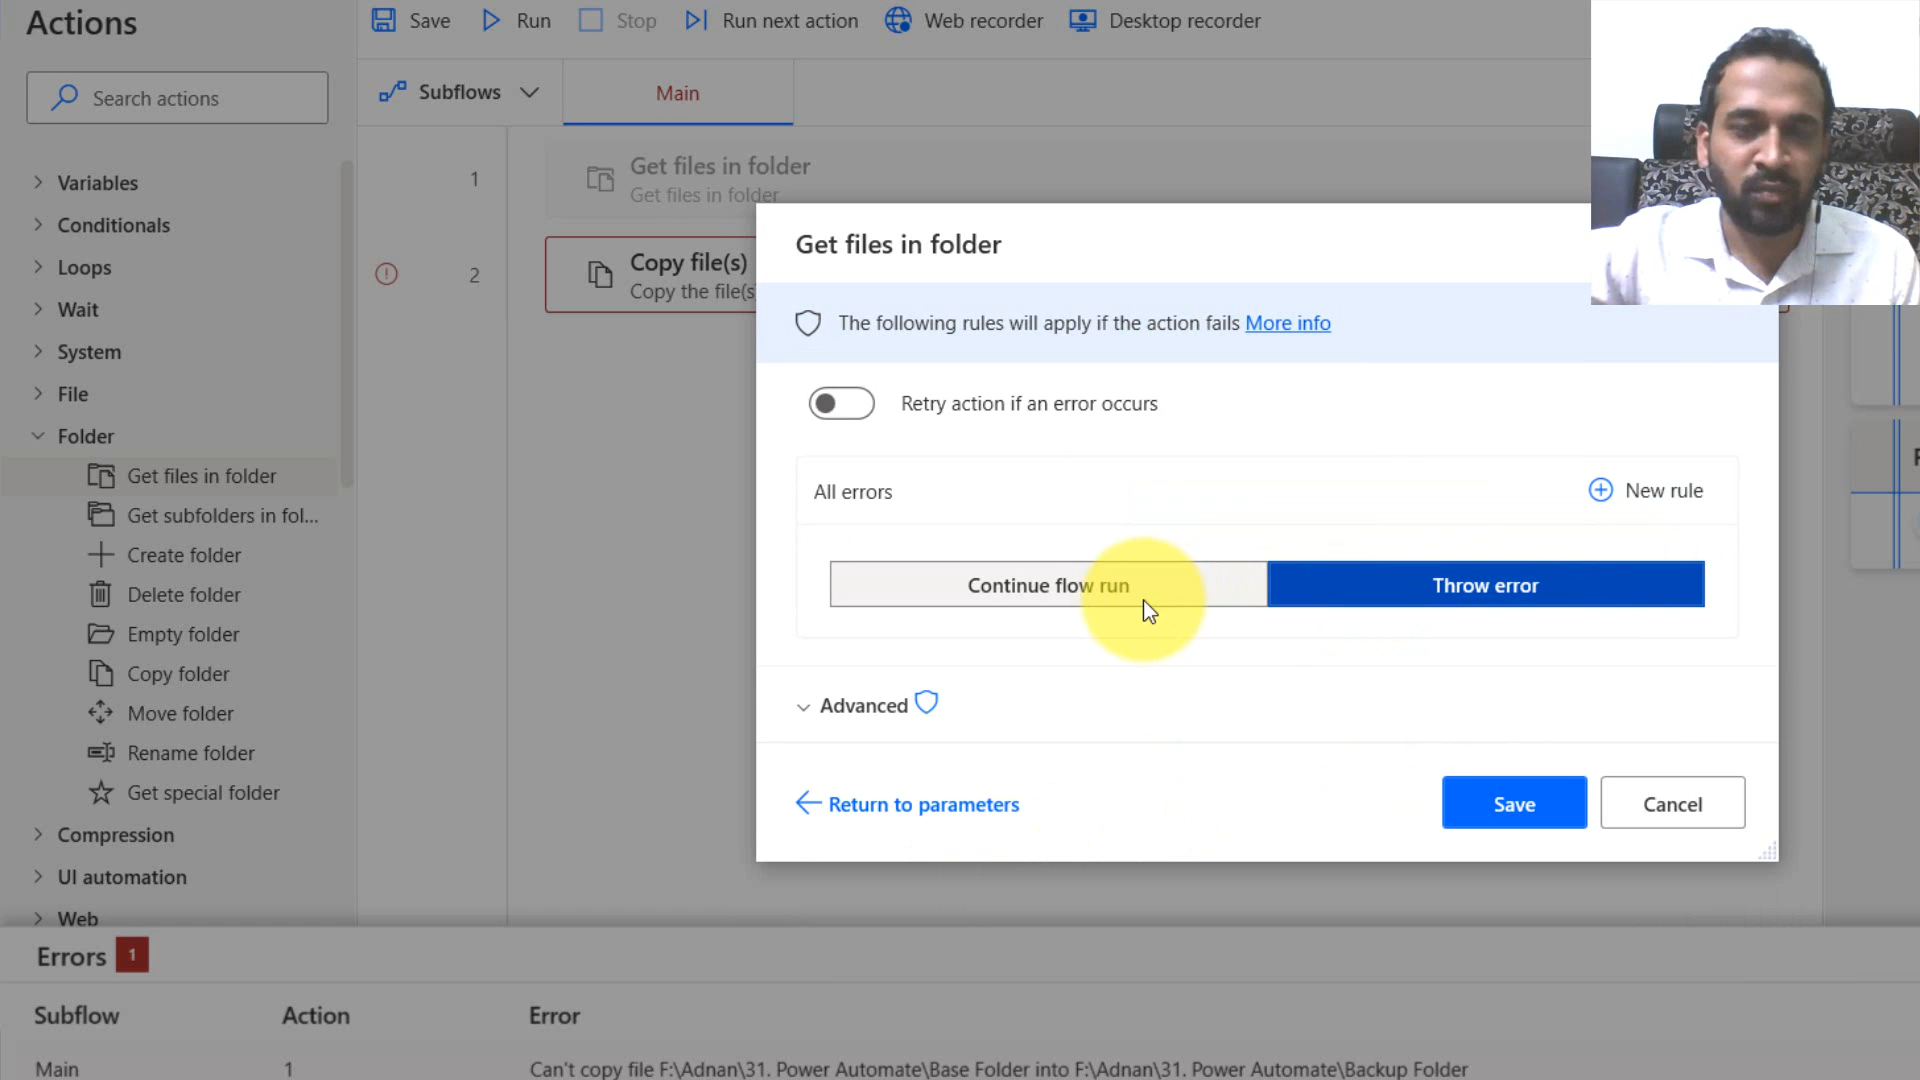 Actions
Save Run Stop Run next action Web recorder Desktop recorder
Search actions
Subflows Main
Variables
Conditionals
Loops
Wait
System
File
Folder
Get files in folder
Get subfolders in fol...
Create folder
Delete folder
Empty folder
Copy folder
Move folder
Rename folder
Get special folder
Compression
UI automation
Web
1 Get files in folder
Get files in folder
2 Copy file(s)
Copy the file(s
Get files in folder
The following rules will apply if the action fails More info
Retry action if an error occurs
All errors New rule
Continue flow run Throw error
Advanced
Return to parameters Save Cancel
Errors 1
Subflow Action Error
Main 1 Can't copy file F:\Adnan\31. Power Automate\Base Folder into F:\Adnan\31. Power Automate\Backup Folder